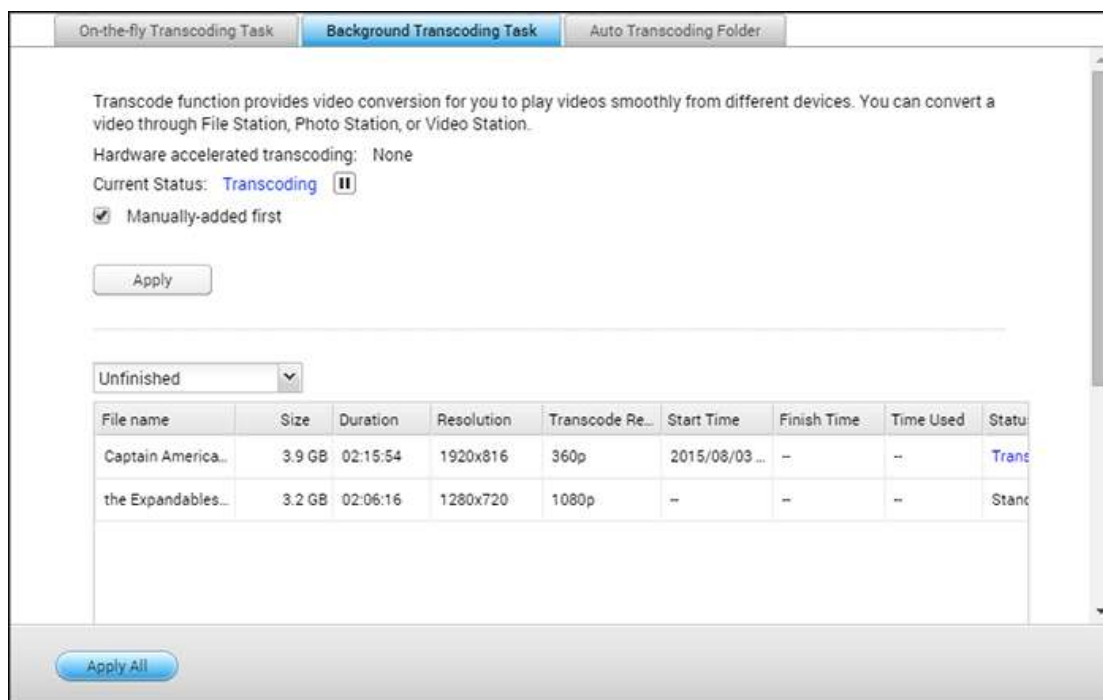 On-the-fly Transcoding Task Background Transcoding Task Auto Transcoding Folder
Transcode function provides video conversion for you to play videos smoothly from different devices. You can convert a
video through File Station, Photo Station, or Video Station.
Hardware accelerated transcoding: None
Current Status: Transcoding
Manually-added first
Apply
Unfinished
File name Size Duration Resolution Transcode Re... Start Time Finish Time Time Used Statu
Captain America... 3.9 GB 02:15:54 1920x816 360p 2015/08/03 ... -- -- Trans
the Expandables... 3.2 GB 02:06:16 1280x720 1080p -- -- -- Stand
Apply All